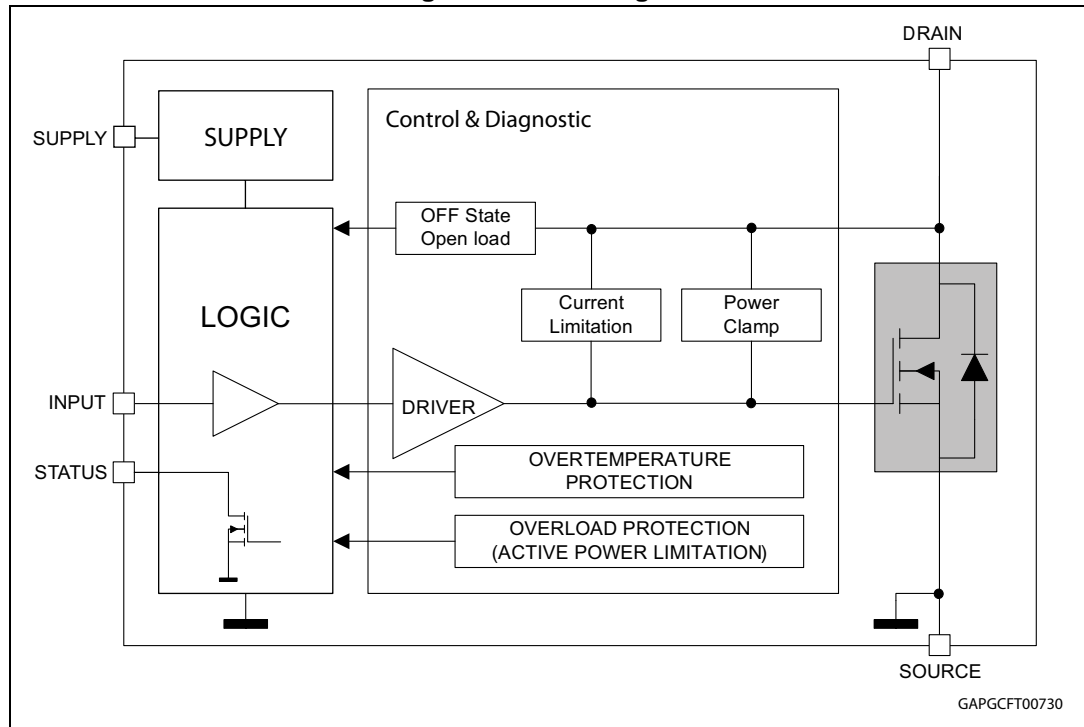 DRAIN
SUPPLY
SUPPLY
Control & Diagnostic
OFF State
Open load
LOGIC
Current
Limitation
Power
Clamp
INPUT
DRIVER
STATUS
OVERTEMPERATURE
PROTECTION
OVERLOAD PROTECTION
(ACTIVE POWER LIMITATION)
SOURCE
GAPGCFT00730